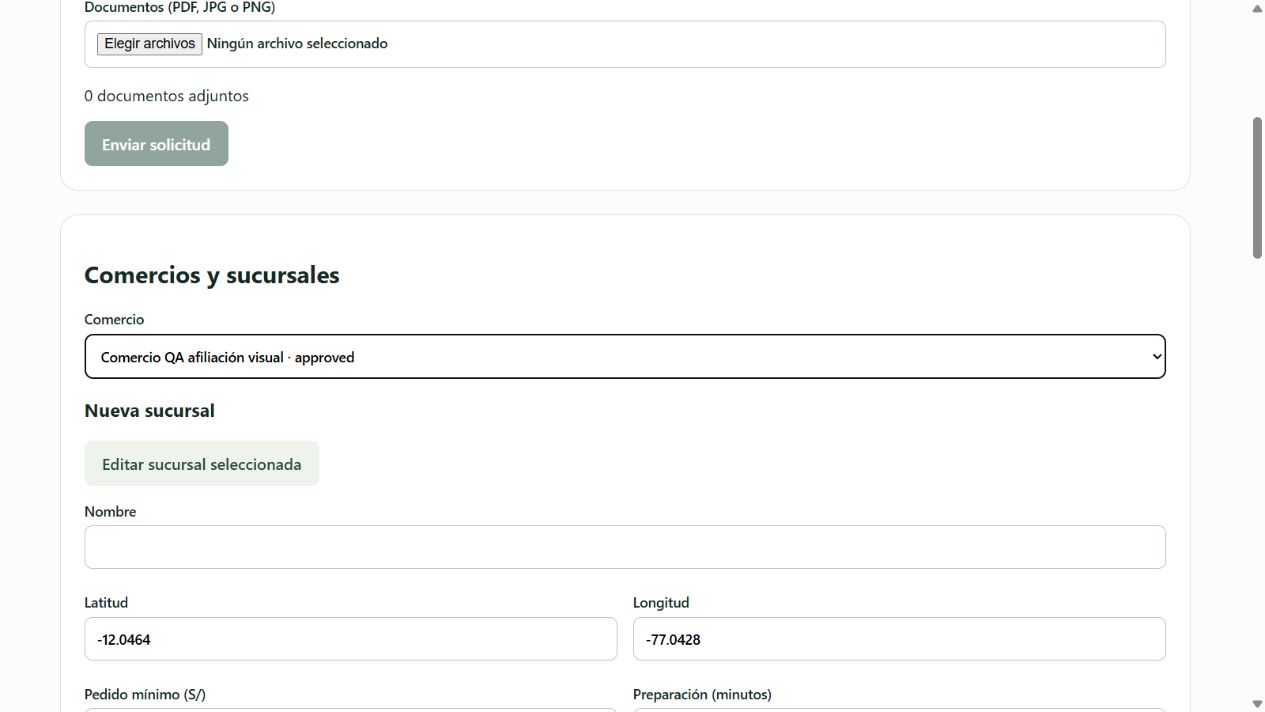 Documentos (PDF, JPG o PNG)
Elegir archivos Ningún archivo seleccionado
0 documentos adjuntos
Enviar solicitud
Comercios y sucursales
Comercio
Comercio QA afiliación visual · approved
Nueva sucursal
Editar sucursal seleccionada
Nombre
Latitud Longitud
-12.0464 -77.0428
Pedido mínimo (S/) Preparación (minutos)